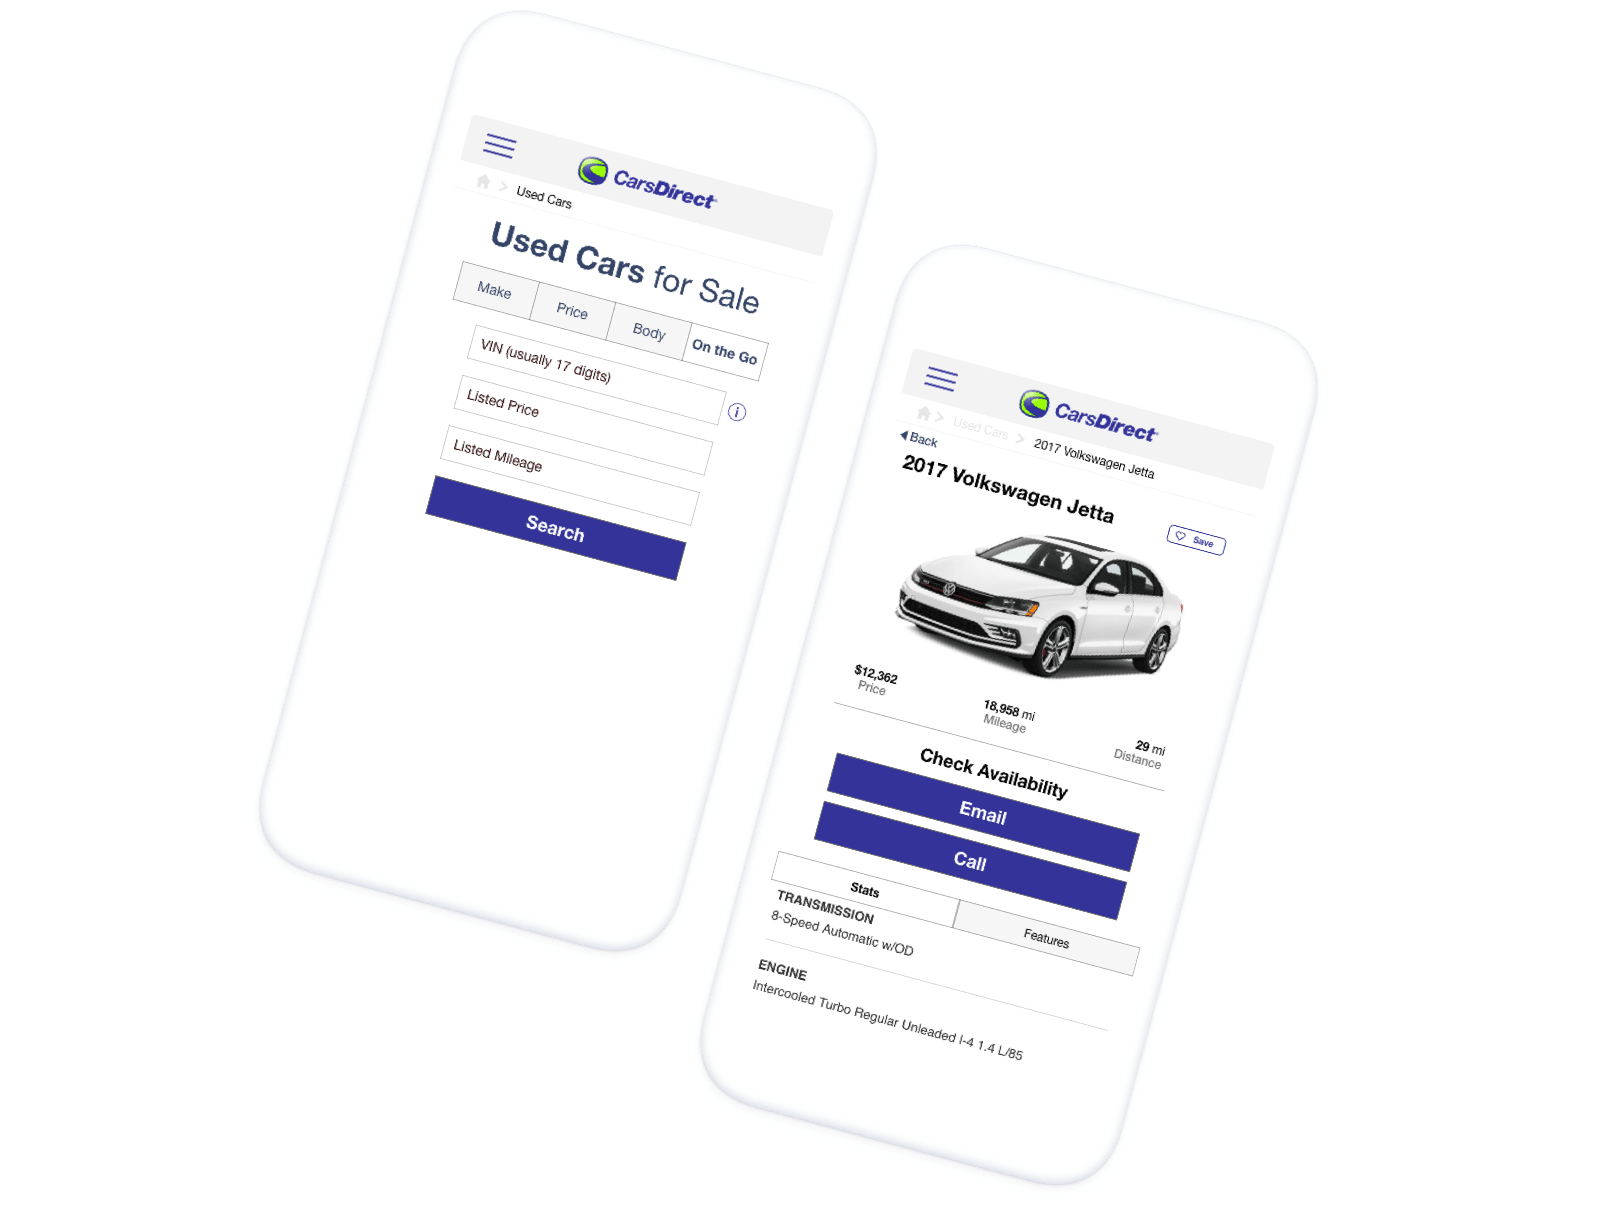 CarsDirect
Used Cars
Used Cars for Sale
Make
Price
Body
On the Go
VIN (usually 17 digits)
i
Listed Price
Listed Mileage
Search
CarsDirect
Used Cars
2017 Volkswagen Jetta
Back
2017 Volkswagen Jetta
Save
$12,362
Price
18,958 mi
Mileage
29 mi
Distance
Check Availability
Email
Call
Stats
Features
TRANSMISSION
8-Speed Automatic w/OD
ENGINE
Intercooled Turbo Regular Unleaded I-4 1.4 L/85